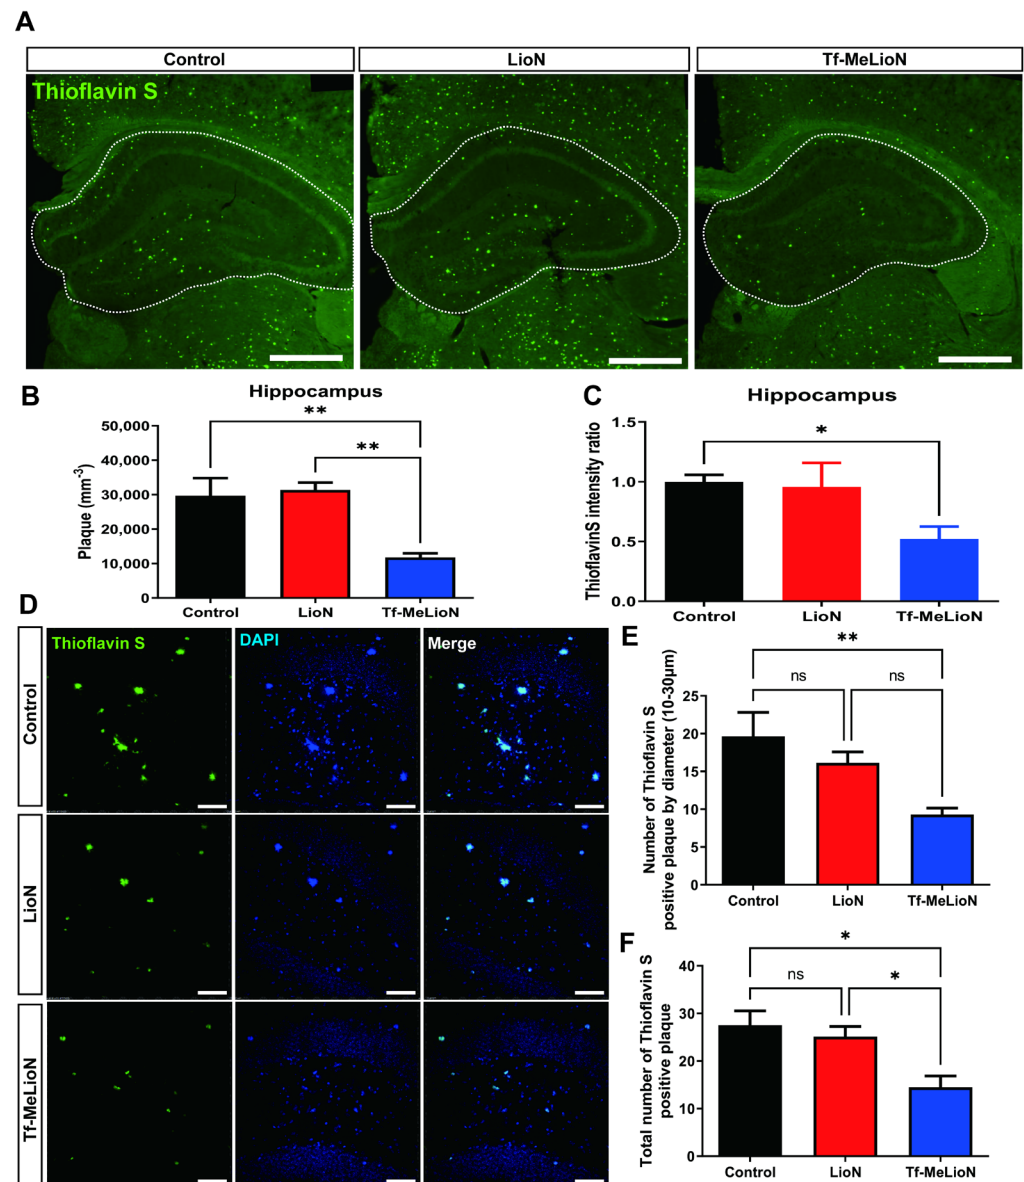 A
Control
LioN
Tf-MeLioN
Thioflavin S
B
Hippocampus
**
**
Plaque (mm-3)
50,000
40,000
30,000
20,000
10,000
0
Control
LioN
Tf-MeLioN
C
Hippocampus
*
ThioflavinS intensity ratio
1.5
1.0
0.5
0.0
Control
LioN
Tf-MeLioN
D
Thioflavin S
DAPI
Merge
Control
LioN
Tf-MeLioN
E
**
ns
ns
Number of Thioflavin S
positive plaque by diameter (10-30μm)
25
20
15
10
5
0
Control
LioN
Tf-MeLioN
F
*
ns
*
Total number of Thioflavin S
positive plaque
40
30
20
10
0
Control
LioN
Tf-MeLioN